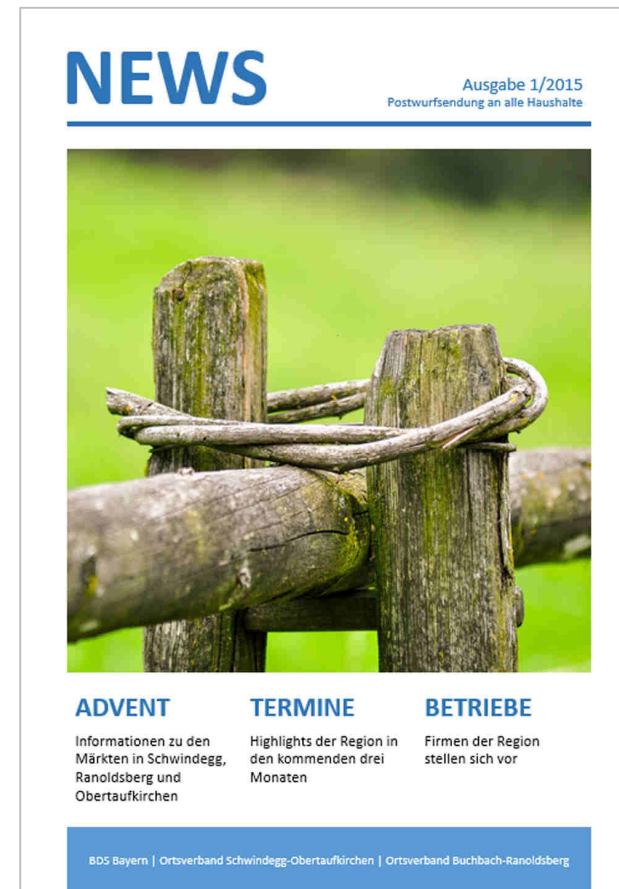 NEWS
Ausgabe 1/2015
Postwurfsendung an alle Haushalte
ADVENT
Informationen zu den
Märkten in Schwindegg,
Ranoldsberg und
Obertaufkirchen
TERMINE
Highlights der Region in
den kommenden drei
Monaten
BETRIEBE
Firmen der Region
stellen sich vor
BDS Bayern | Ortsverband Schwindegg-Obertaufkirchen | Ortsverband Buchbach-Ranoldsberg